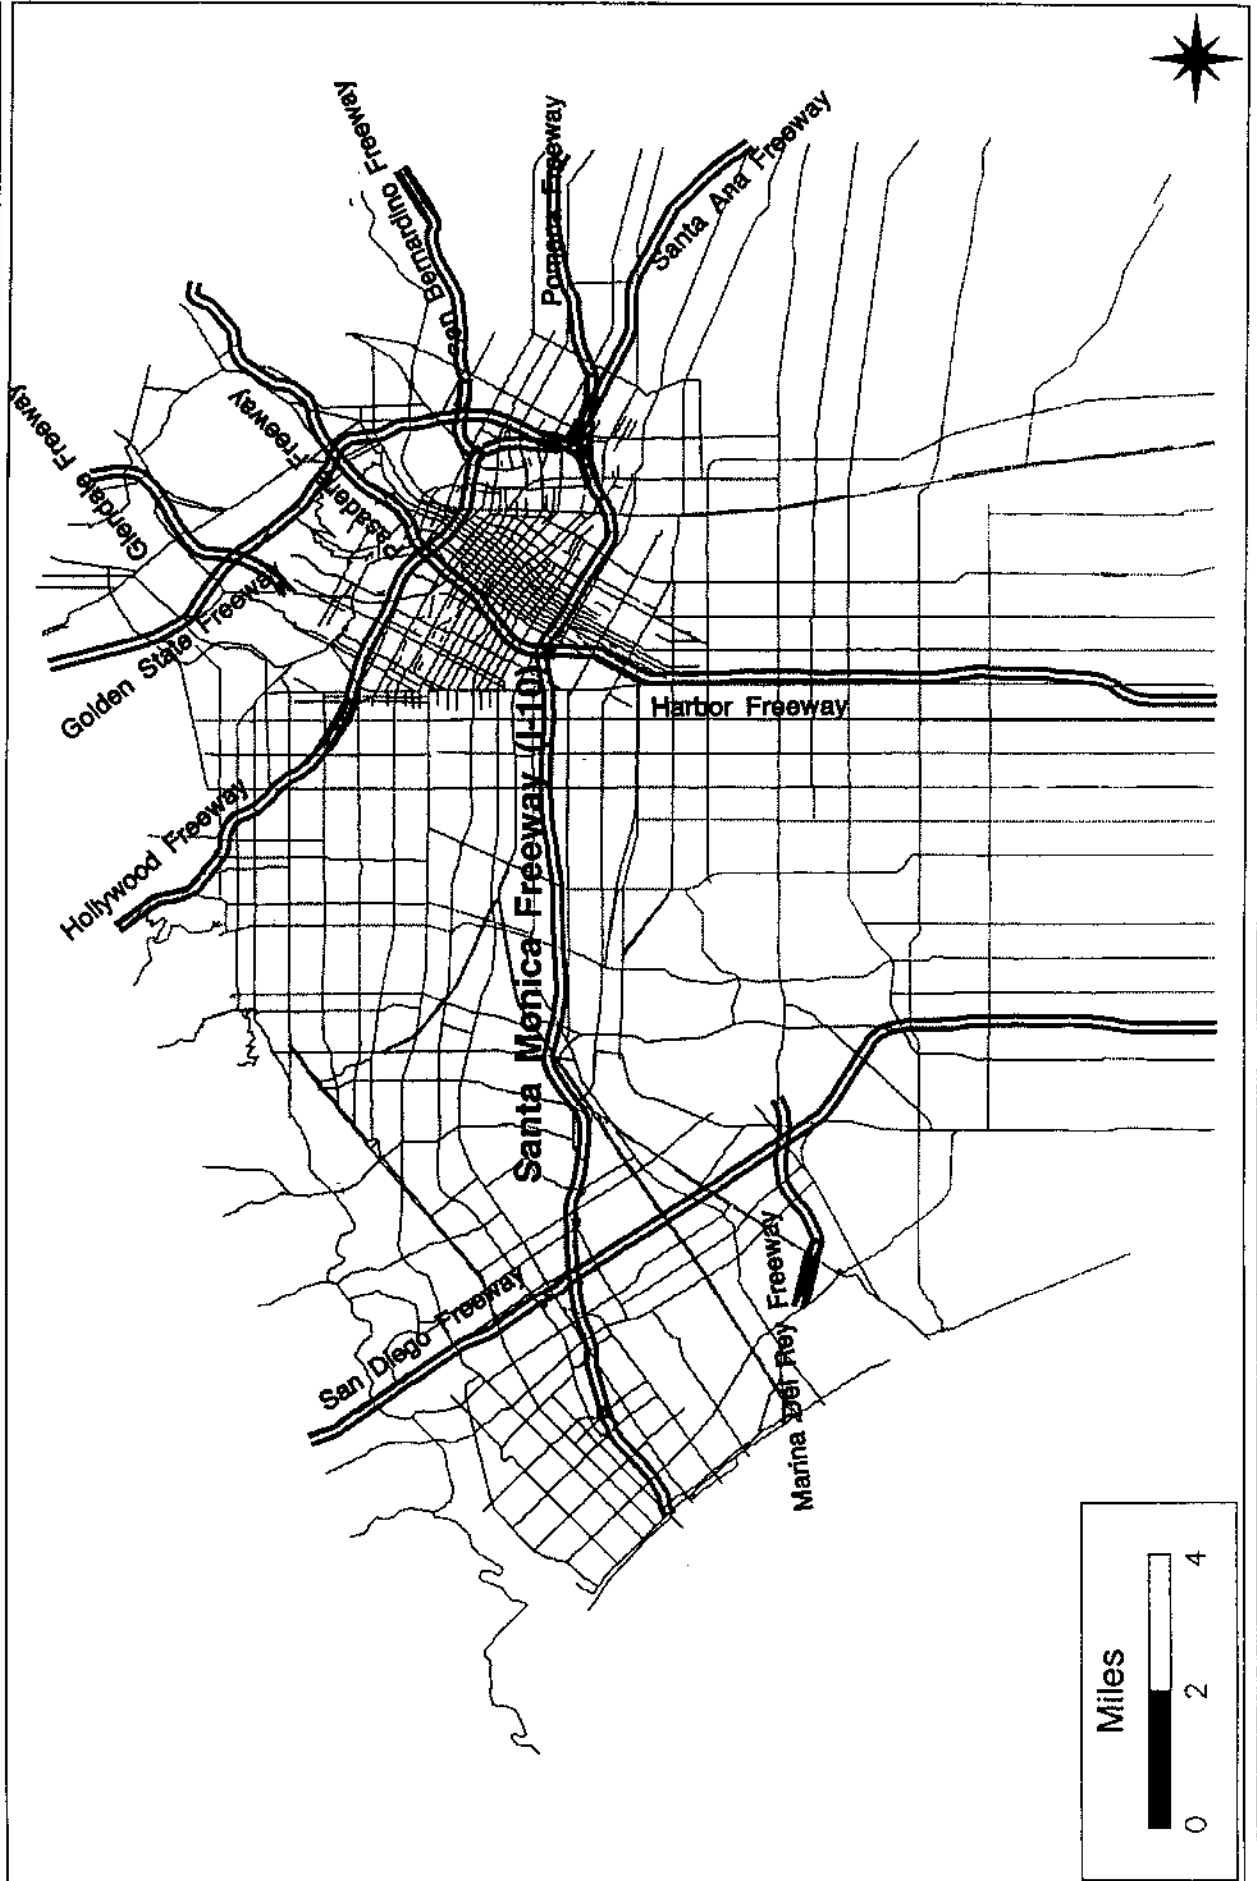 San Bernardino Freeway
Pomona Freeway
Santa Ana Freeway
Glendale Freeway
Pasadena Freeway
Golden State Freeway
Hollywood Freeway
Harbor Freeway
Santa Monica Freeway (I-10)
San Diego Freeway
Marina Del Rey Freeway
Miles
0 2 4